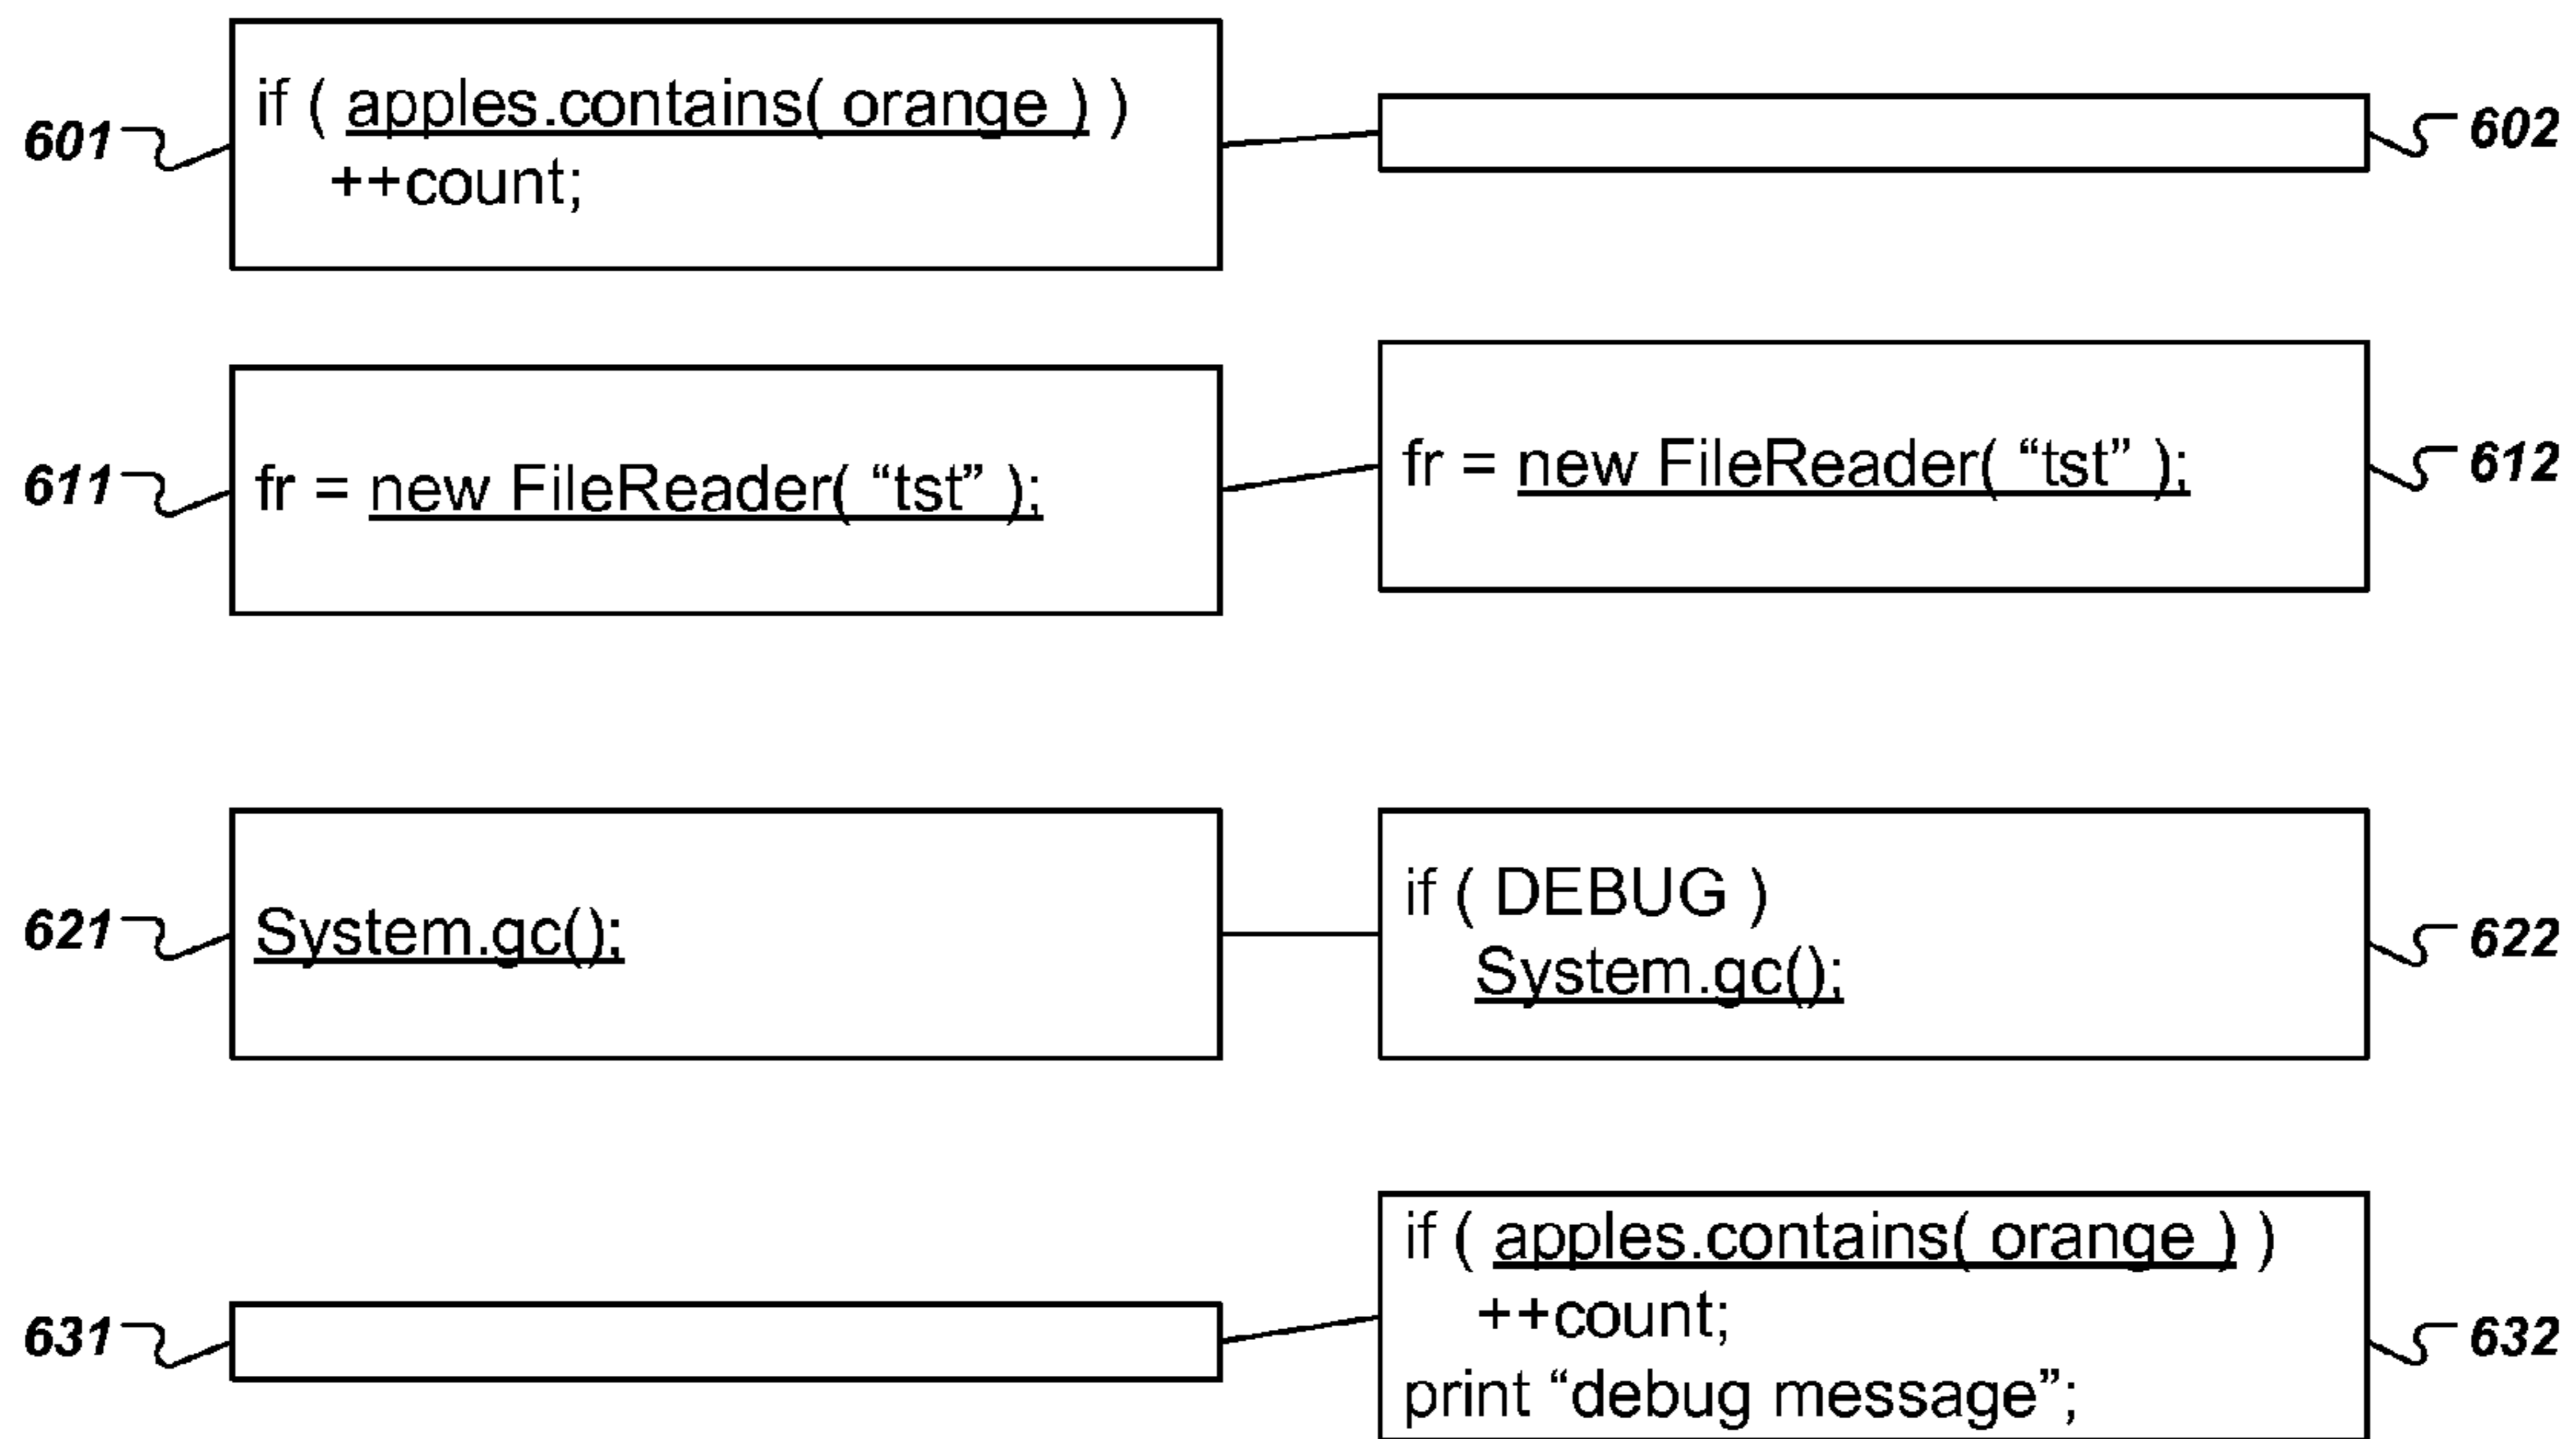 if ( apples.contains( orange ) )
++count;
601
602
fr = new FileReader( “tst” );
611
fr = new FileReader( “tst” );
612
System.gc();
621
if ( DEBUG )
System.gc();
622
631
if ( apples.contains( orange ) )
++count;
print “debug message”;
632